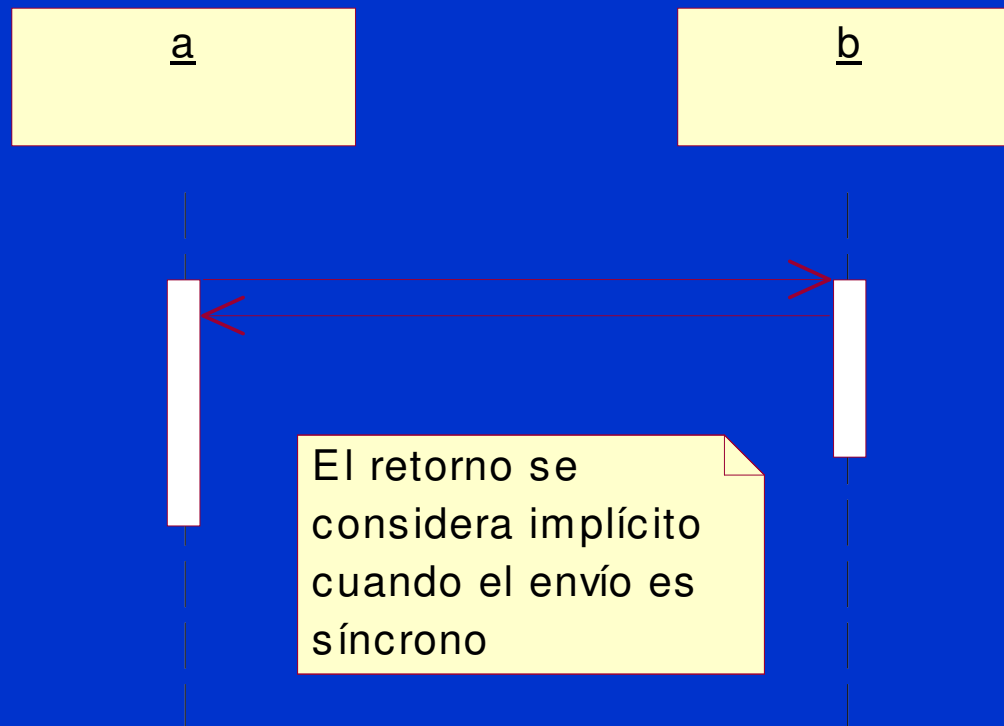 a
b
El retorno se
considera implícito
cuando el envío es
síncrono